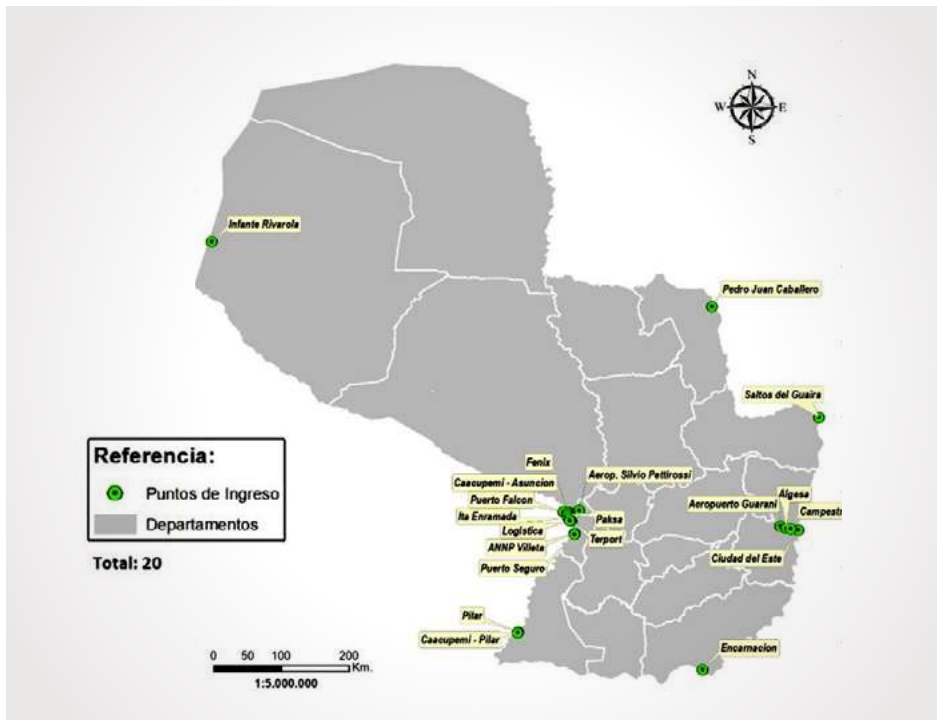 N
W E
S
Infante Rivarola
Pedro Juan Caballero
Saltos del Guaira
Referencia:
Puntos de Ingreso
Departamentos
Total: 20
Fenix
Caacupemi - Asuncion
Aerop. Silvio Pettirossi
Puerto Falcon
Ita Enramada
Paksa
Logistica
Terport
ANNP Villeta
Puerto Seguro
Algesa
Aeropuerto Guarani
Campestr
Ciudad del Este
Pilar
Caacupemi - Pilar
Encarnacion
0 50 100 200
Km.
1:5.000.000